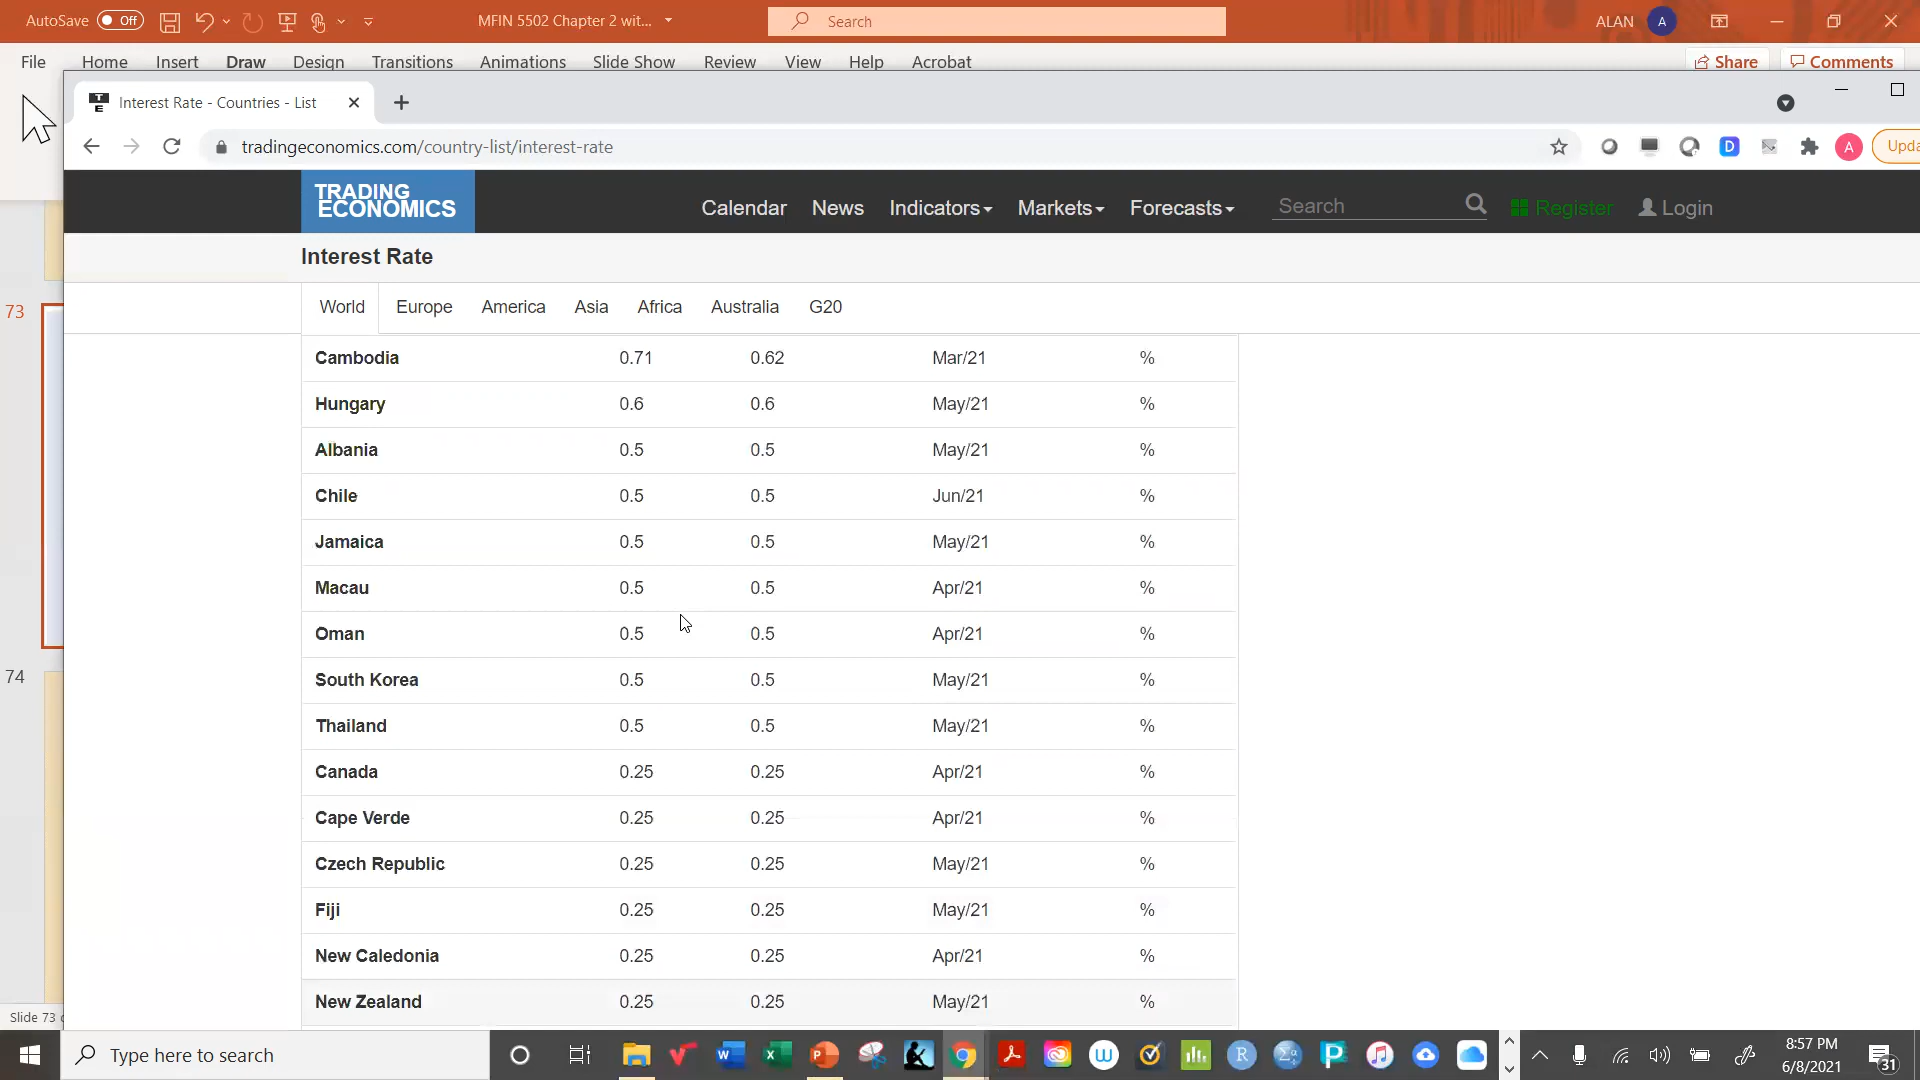 AutoSave Off MFIN 5502 Chapter 2 wit... Search ALAN A
File Home Insert Draw Design Transitions Animations Slide Show Review View Help Acrobat Share Comments
Interest Rate - Countries - List
tradingeconomics.com/country-list/interest-rate D A Upda
TRADING
ECONOMICS
Calendar News Indicators Markets Forecasts Search Register Login
Interest Rate
World Europe America Asia Africa Australia G20
Cambodia 0.71 0.62 Mar/21 %
Hungary 0.6 0.6 May/21 %
Albania 0.5 0.5 May/21 %
Chile 0.5 0.5 Jun/21 %
Jamaica 0.5 0.5 May/21 %
Macau 0.5 0.5 Apr/21 %
Oman 0.5 0.5 Apr/21 %
South Korea 0.5 0.5 May/21 %
Thailand 0.5 0.5 May/21 %
Canada 0.25 0.25 Apr/21 %
Cape Verde 0.25 0.25 Apr/21 %
Czech Republic 0.25 0.25 May/21 %
Fiji 0.25 0.25 May/21 %
New Caledonia 0.25 0.25 Apr/21 %
New Zealand 0.25 0.25 May/21 %
73
74
Slide 73
Type here to search
8:57 PM
6/8/2021
31